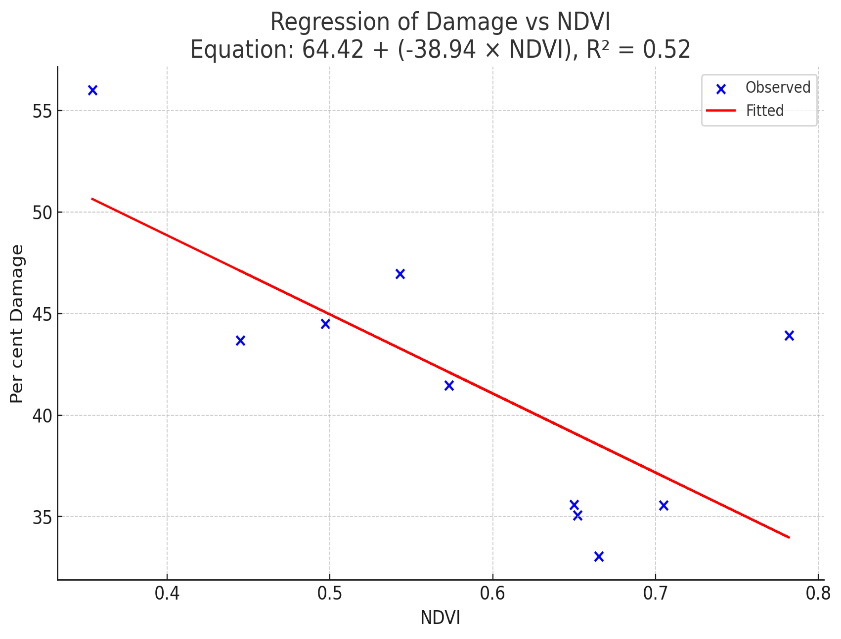 Regression of Damage vs NDVI
Equation: 64.42 + (-38.94 × NDVI), R² = 0.52
Observed
Fitted
55
50
45
40
35
Per cent Damage
0.4
0.5
0.6
0.7
0.8
NDVI